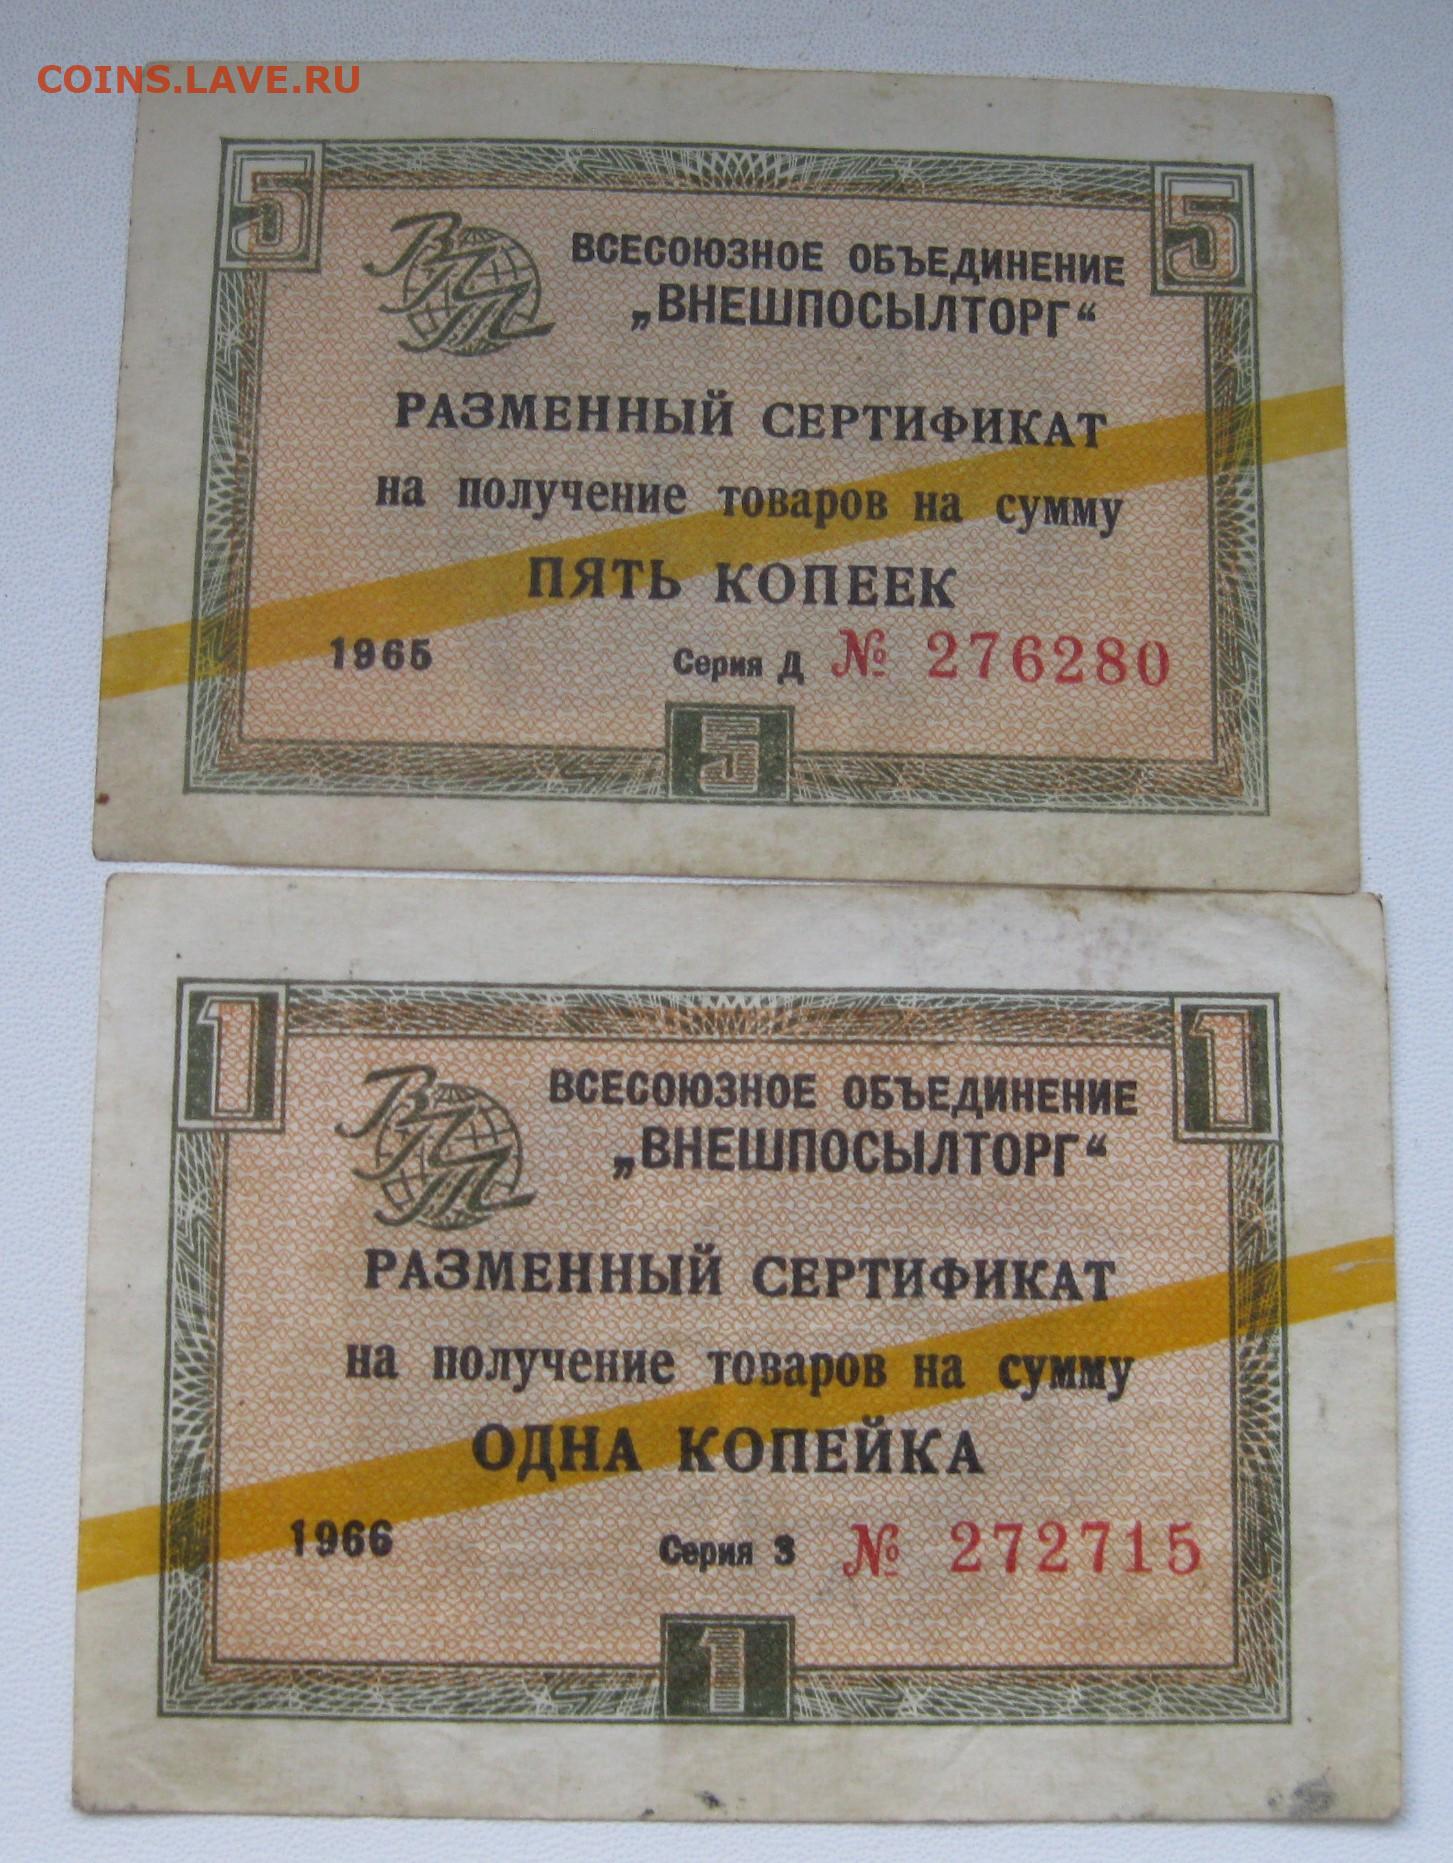 COINS.LAVE.RU
5 5
ВПТ
ВСЕСОЮЗНОЕ ОБЪЕДИНЕНИЕ
„ВНЕШПОСЫЛТОРГ“
РАЗМЕННЫЙ СЕРТИФИКАТ
на получение товаров на сумму
ПЯТЬ КОПЕЕК
1965 Серия Д № 276280
5
1 1
ВПТ
ВСЕСОЮЗНОЕ ОБЪЕДИНЕНИЕ
„ВНЕШПОСЫЛТОРГ“
РАЗМЕННЫЙ СЕРТИФИКАТ
на получение товаров на сумму
ОДНА КОПЕЙКА
1966 Серия З № 272715
1